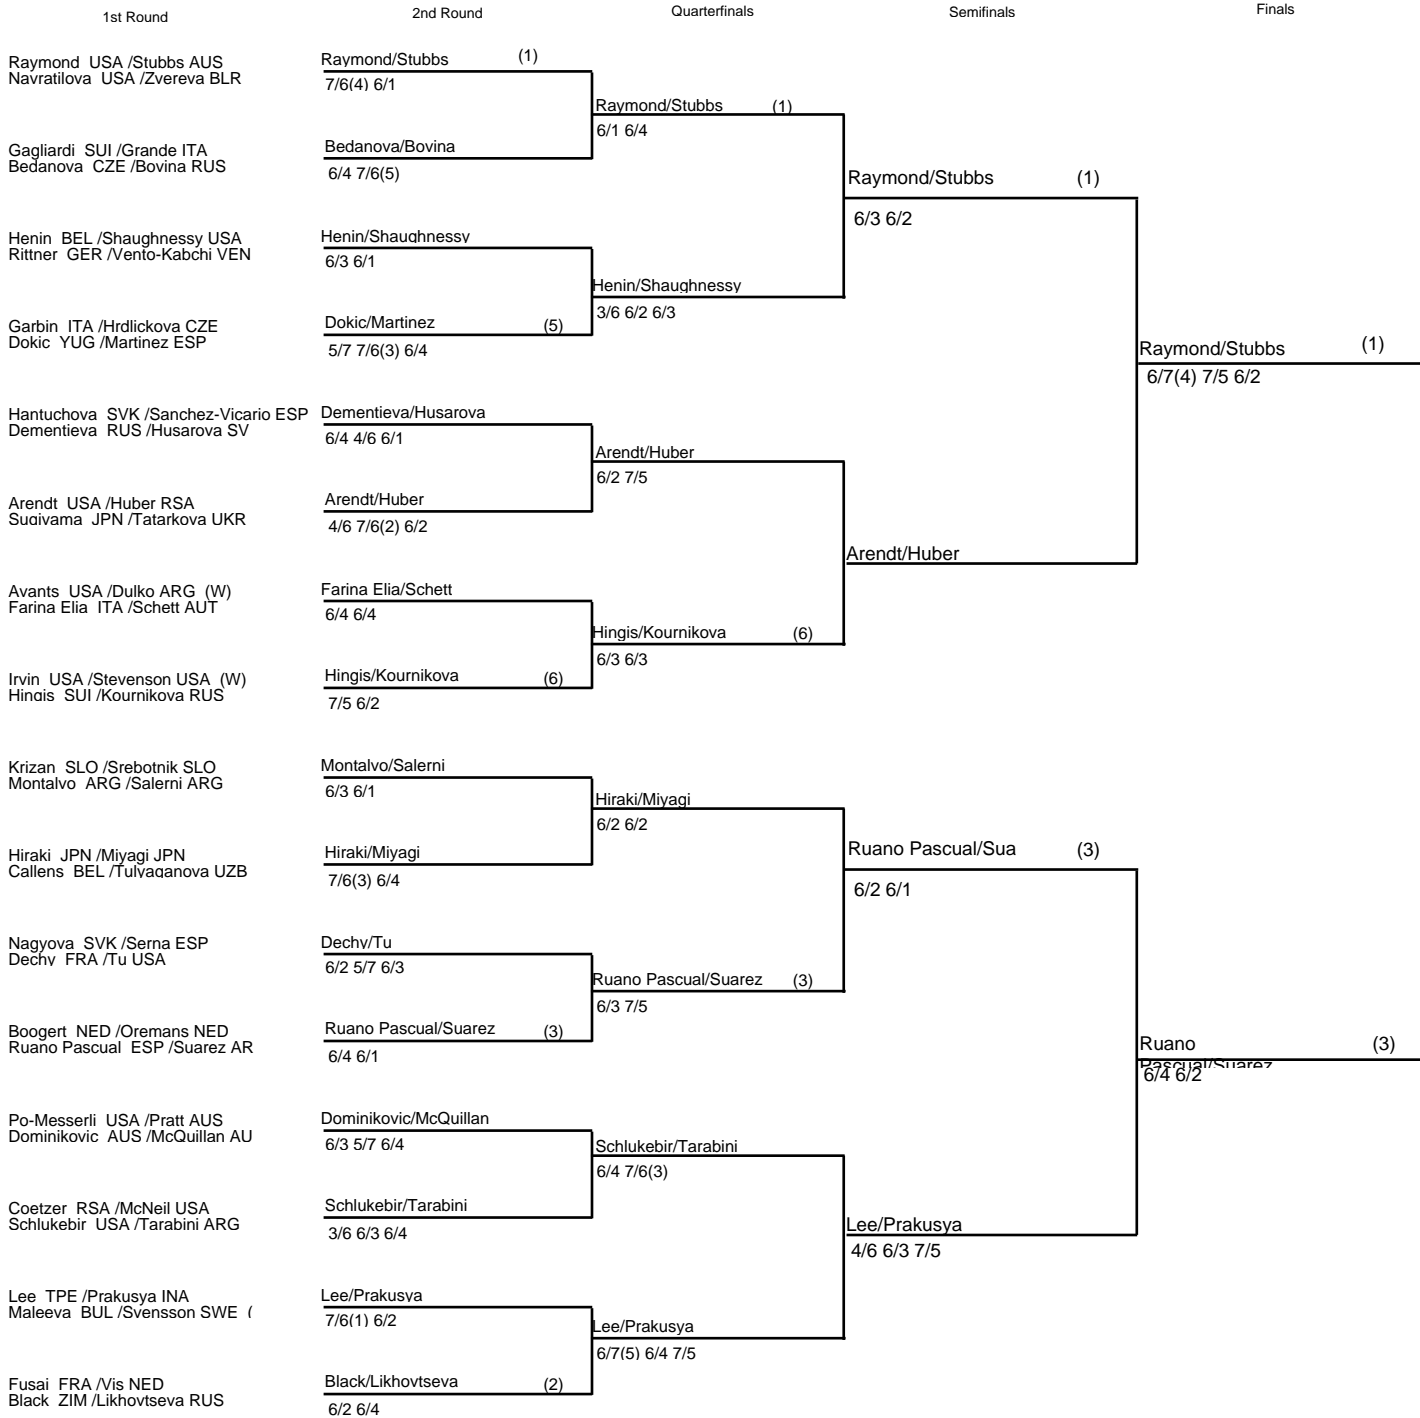 1st Round
2nd Round
Quarterfinals
Semifinals
Finals
Raymond USA /Stubbs AUS
Navratilova USA /Zvereva BLR
Gagliardi SUI /Grande ITA
Bedanova CZE /Bovina RUS
Henin BEL /Shaughnessy USA
Rittner GER /Vento-Kabchi VEN
Garbin ITA /Hrdlickova CZE
Dokic YUG /Martinez ESP
Hantuchova SVK /Sanchez-Vicario ESP
Dementieva RUS /Husarova SV
Arendt USA /Huber RSA
Sugiyama JPN /Tatarkova UKR
Avants USA /Dulko ARG (W)
Farina Elia ITA /Schett AUT
Irvin USA /Stevenson USA (W)
Hingis SUI /Kournikova RUS
Krizan SLO /Srebotnik SLO
Montalvo ARG /Salerni ARG
Hiraki JPN /Miyagi JPN
Callens BEL /Tulyaganova UZB
Nagyova SVK /Serna ESP
Dechy FRA /Tu USA
Boogert NED /Oremans NED
Ruano Pascual ESP /Suarez AR
Po-Messerli USA /Pratt AUS
Dominikovic AUS /McQuillan AU
Coetzer RSA /McNeil USA
Schlukebir USA /Tarabini ARG
Lee TPE /Prakusya INA
Maleeva BUL /Svensson SWE (
Fusai FRA /Vis NED
Black ZIM /Likhovtseva RUS
Raymond/Stubbs (1)
7/6(4) 6/1
Bedanova/Bovina
6/4 7/6(5)
Henin/Shaughnessy
6/3 6/1
Dokic/Martinez (5)
5/7 7/6(3) 6/4
Dementieva/Husarova
6/4 4/6 6/1
Arendt/Huber
4/6 7/6(2) 6/2
Farina Elia/Schett
6/4 6/4
Hingis/Kournikova (6)
7/5 6/2
Montalvo/Salerni
6/3 6/1
Hiraki/Miyagi
7/6(3) 6/4
Dechy/Tu
6/2 5/7 6/3
Ruano Pascual/Suarez (3)
6/4 6/1
Dominikovic/McQuillan
6/3 5/7 6/4
Schlukebir/Tarabini
3/6 6/3 6/4
Lee/Prakusya
7/6(1) 6/2
Black/Likhovtseva (2)
6/2 6/4
Raymond/Stubbs (1)
6/1 6/4
Henin/Shaughnessy
3/6 6/2 6/3
Arendt/Huber
6/2 7/5
Hingis/Kournikova (6)
6/3 6/3
Hiraki/Miyagi
6/2 6/2
Ruano Pascual/Suarez (3)
6/3 7/5
Schlukebir/Tarabini
6/4 7/6(3)
Lee/Prakusya
6/7(5) 6/4 7/5
Raymond/Stubbs (1)
6/3 6/2
Arendt/Huber
Ruano Pascual/Sua (3)
6/2 6/1
Lee/Prakusya
4/6 6/3 7/5
Raymond/Stubbs (1)
6/7(4) 7/5 6/2
Ruano (3)
Pascual/Suarez
6/4 6/2